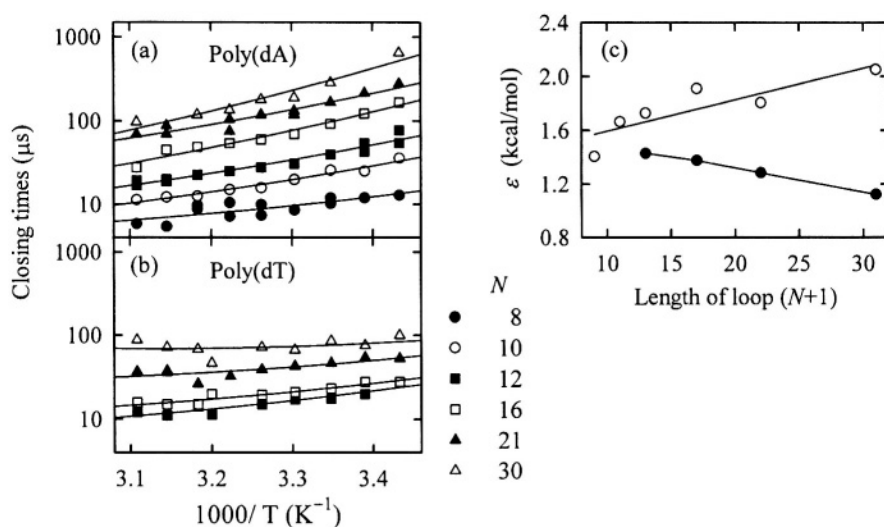 1000
(a) Poly(dA)
100
10
1000
(b) Poly(dT)
100
10
Closing times (μs)
3.1 3.2 3.3 3.4
1000/ T (K⁻¹)
N
8
10
12
16
21
30
2.4
(c)
2.0
1.6
1.2
0.8
ε (kcal/mol)
10 15 20 25 30
Length of loop (N+1)